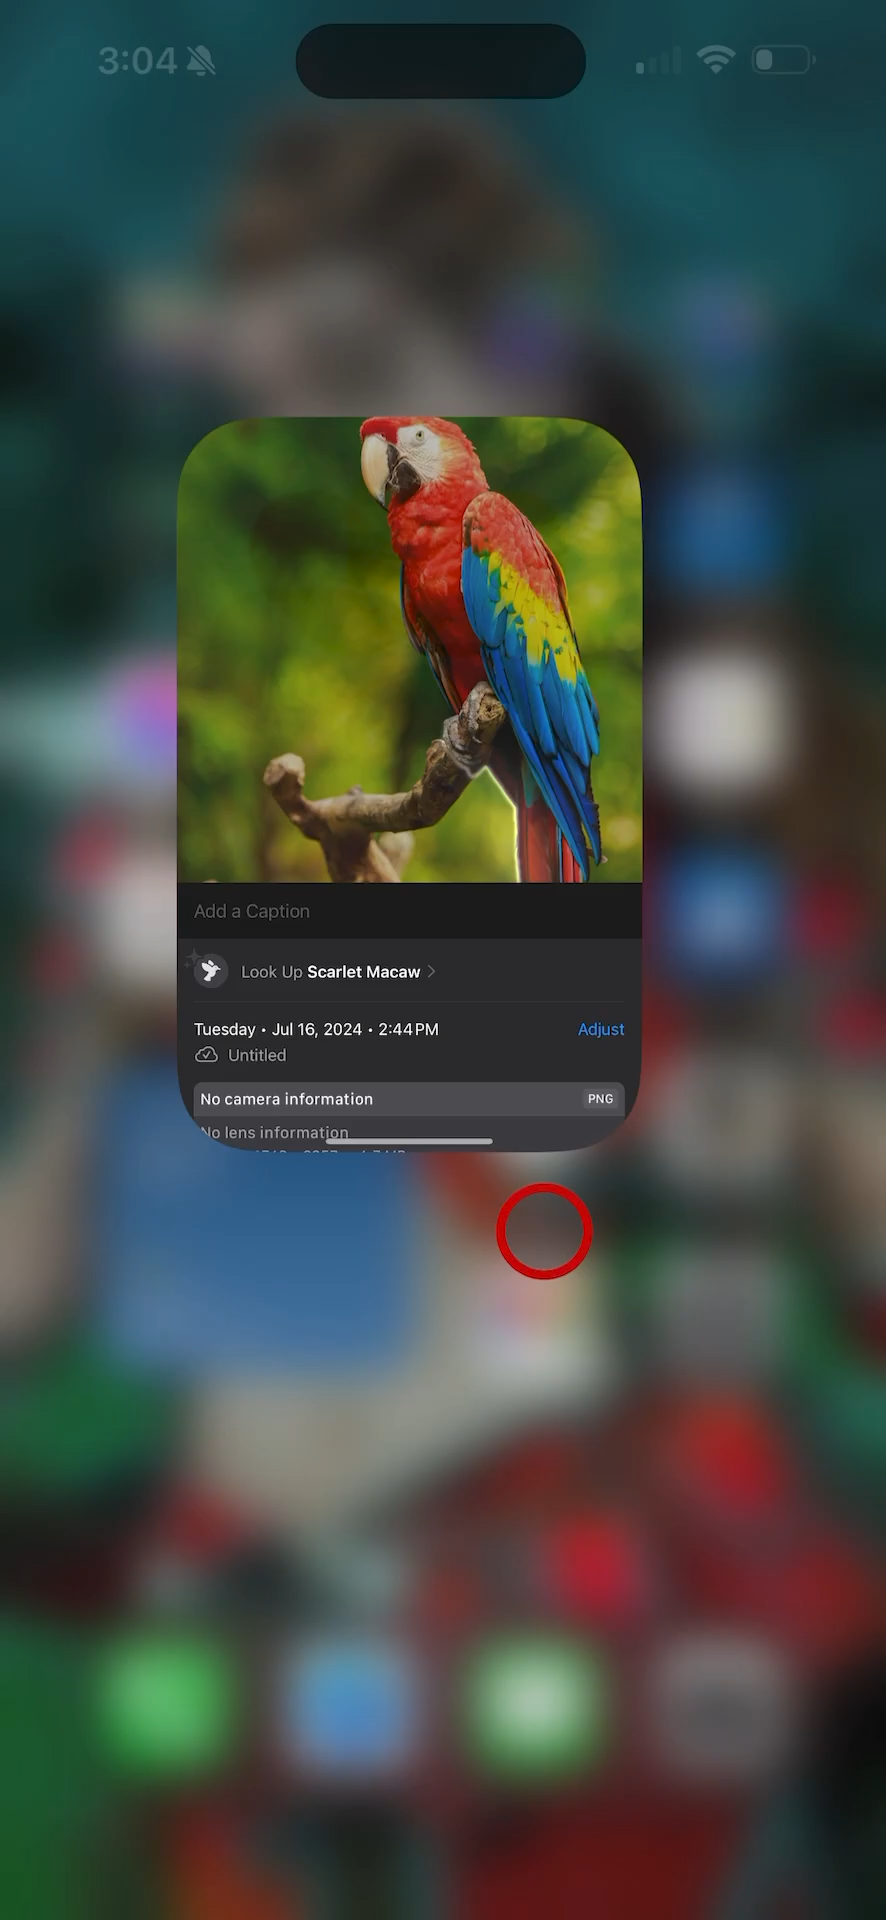 3:04
Add a Caption
Look Up Scarlet Macaw
Tuesday • Jul 16, 2024 • 2:44 PM
Adjust
Untitled
No camera information
PNG
No lens information